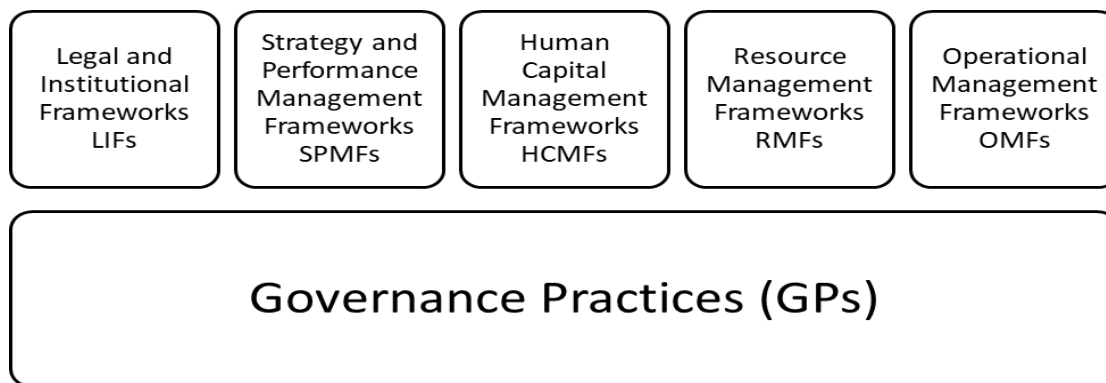 Legal and
Institutional
Frameworks
LIFs
Strategy and
Performance
Management
Frameworks
SPMFs
Human
Capital
Management
Frameworks
HCMFs
Resource
Management
Frameworks
RMFs
Operational
Management
Frameworks
OMFs
Governance Practices (GPs)